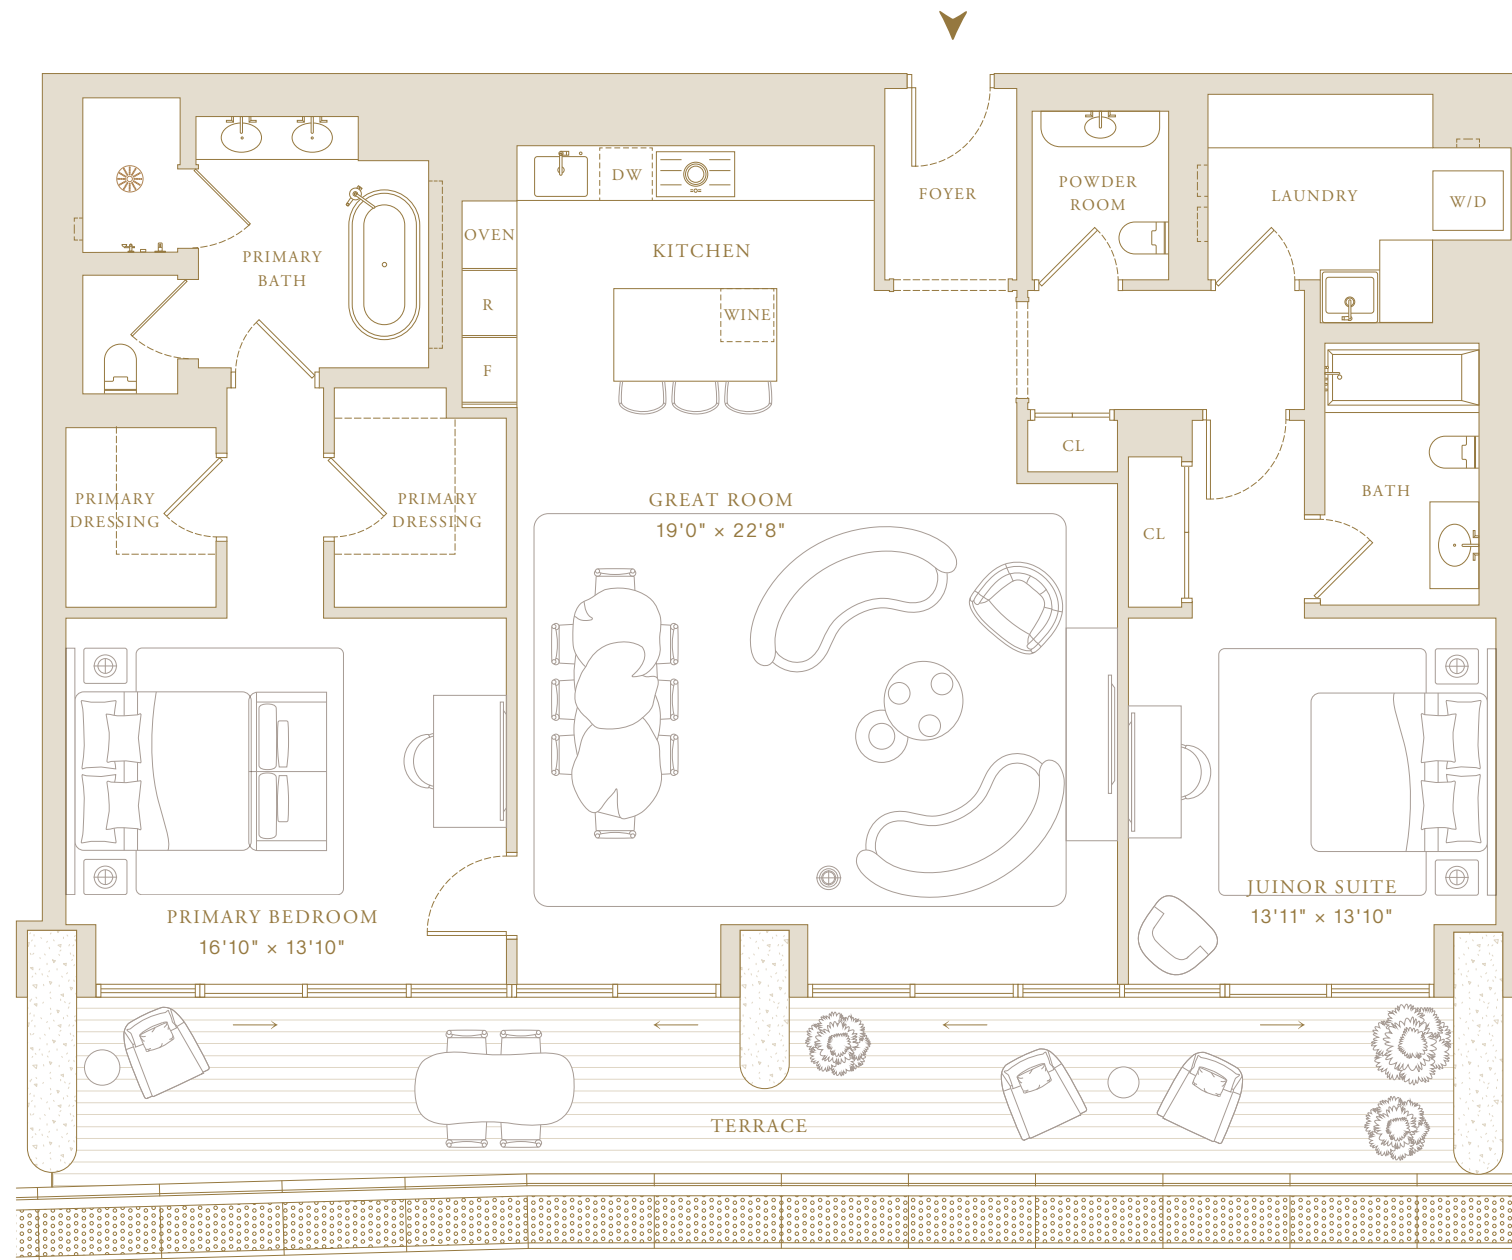 DW
FOYER
POWDER
ROOM
LAUNDRY
W/D
OVEN
KITCHEN
PRIMARY
BATH
R
WINE
F
CL
PRIMARY
DRESSING
PRIMARY
DRESSING
GREAT ROOM
19'0" × 22'8"
BATH
CL
JUINOR SUITE
13'11" × 13'10"
PRIMARY BEDROOM
16'10" × 13'10"
TERRACE